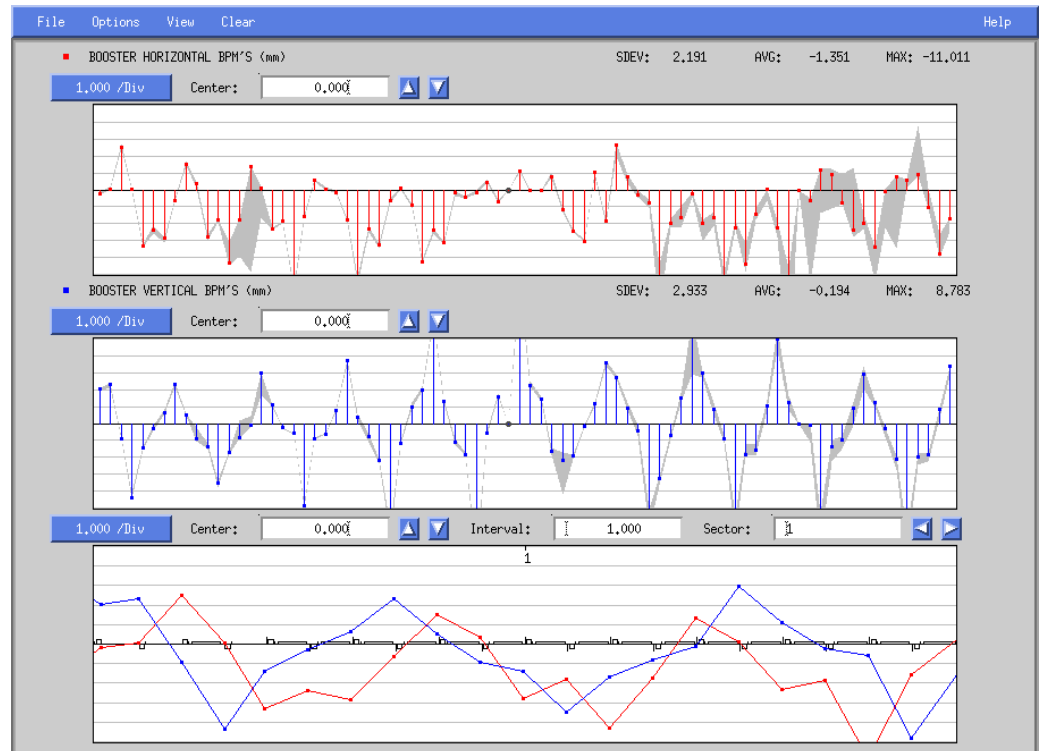 File Options View Clear Help
BOOSTER HORIZONTAL BPM'S (mm) SDEV: 2.191 AVG: -1.351 MAX: -11.011
1.000 /Div Center: 0.000
BOOSTER VERTICAL BPM'S (mm) SDEV: 2.933 AVG: -0.194 MAX: 8.783
1.000 /Div Center: 0.000
1.000 /Div Center: 0.000 Interval: 1.000 Sector: 1
1